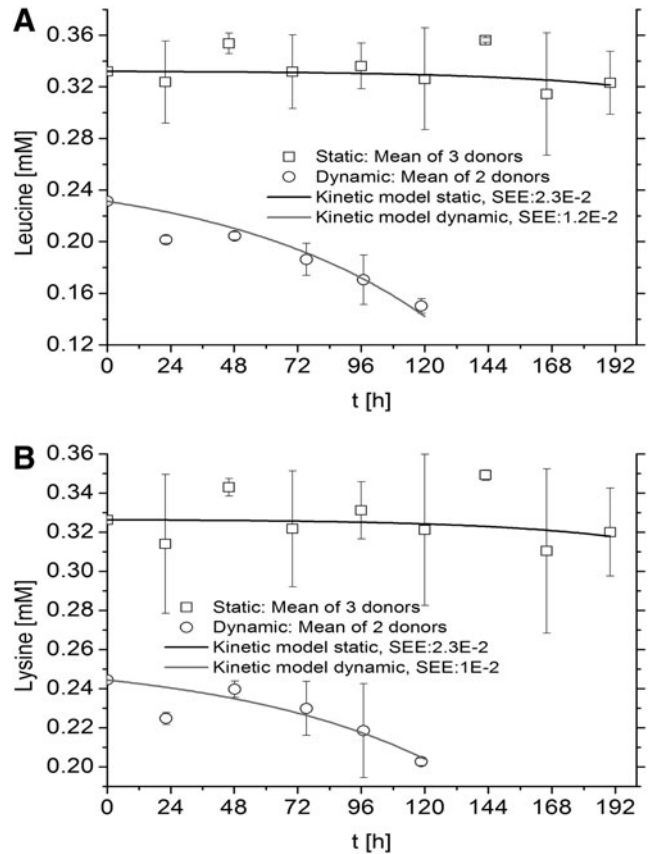 A
Leucine [mM]
0.36
0.32
0.28
0.24
0.20
0.16
0.12
Static: Mean of 3 donors
Dynamic: Mean of 2 donors
Kinetic model static, SEE:2.3E-2
Kinetic model dynamic, SEE:1.2E-2
0 24 48 72 96 120 144 168 192
t [h]
B
Lysine [mM]
0.36
0.34
0.32
0.30
0.28
0.26
0.24
0.22
0.20
Static: Mean of 3 donors
Dynamic: Mean of 2 donors
Kinetic model static, SEE:2.3E-2
Kinetic model dynamic, SEE:1E-2
0 24 48 72 96 120 144 168 192
t [h]